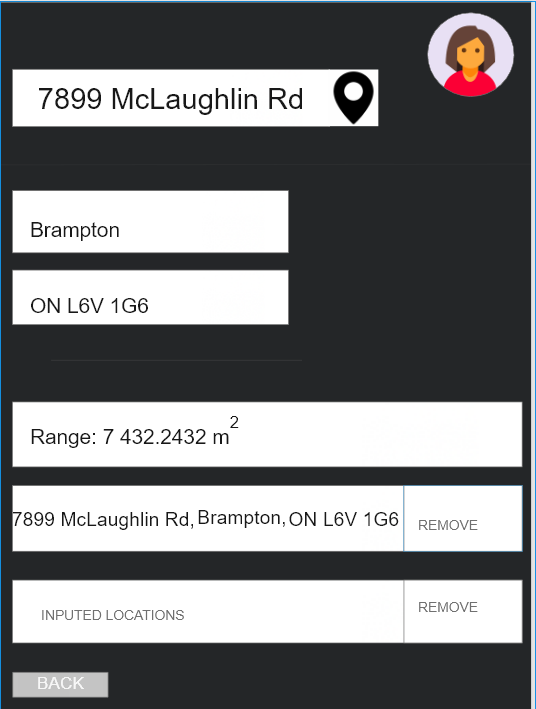 7899 McLaughlin Rd
Brampton
ON L6V 1G6
Range: 7 432.2432 m²
7899 McLaughlin Rd, Brampton, ON L6V 1G6 REMOVE
INPUTED LOCATIONS REMOVE
BACK